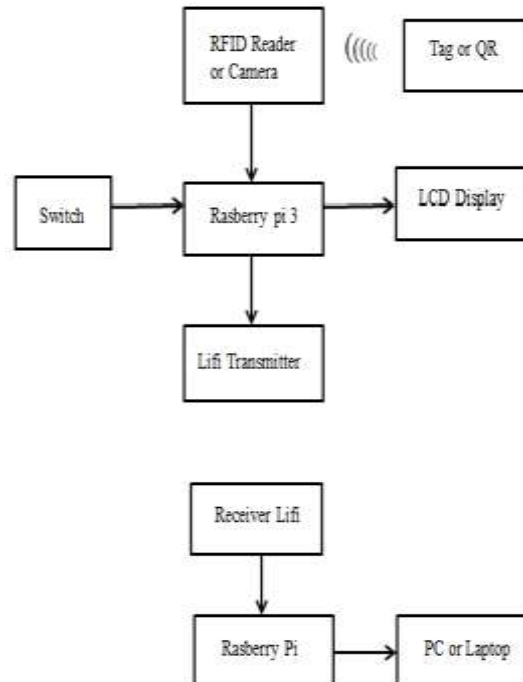 RFID Reader
or Camera
Tag or QR
Switch
Rasberry pi 3
LCD Display
Lifi Transmitter
Receiver Lifi
Rasberry Pi
PC or Laptop